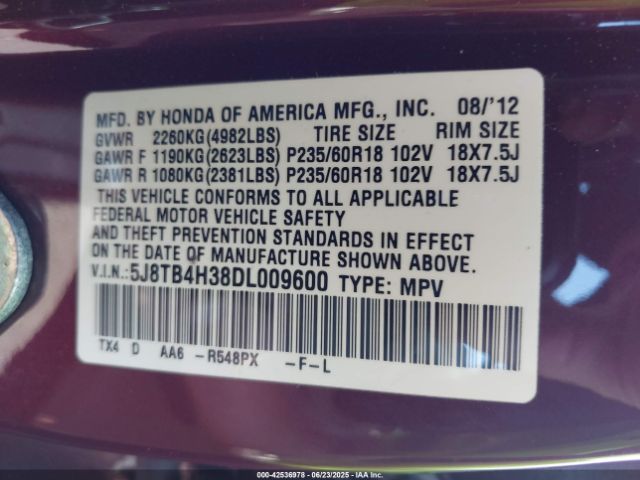 MFD. BY HONDA OF AMERICA MFG., INC. 08/'12
GVWR 2260KG(4982LBS) TIRE SIZE RIM SIZE
GAWR F 1190KG(2623LBS) P235/60R18 102V 18X7.5J
GAWR R 1080KG(2381LBS) P235/60R18 102V 18X7.5J
THIS VEHICLE CONFORMS TO ALL APPLICABLE
FEDERAL MOTOR VEHICLE SAFETY
AND THEFT PREVENTION STANDARDS IN EFFECT
ON THE DATE OF MANUFACTURE SHOWN ABOVE.
V.I.N.:5J8TB4H38DL009600 TYPE: MPV
TX4 D AA6 -R548PX -F-L
000-42536978 - 06/23/2025 - IAA Inc.